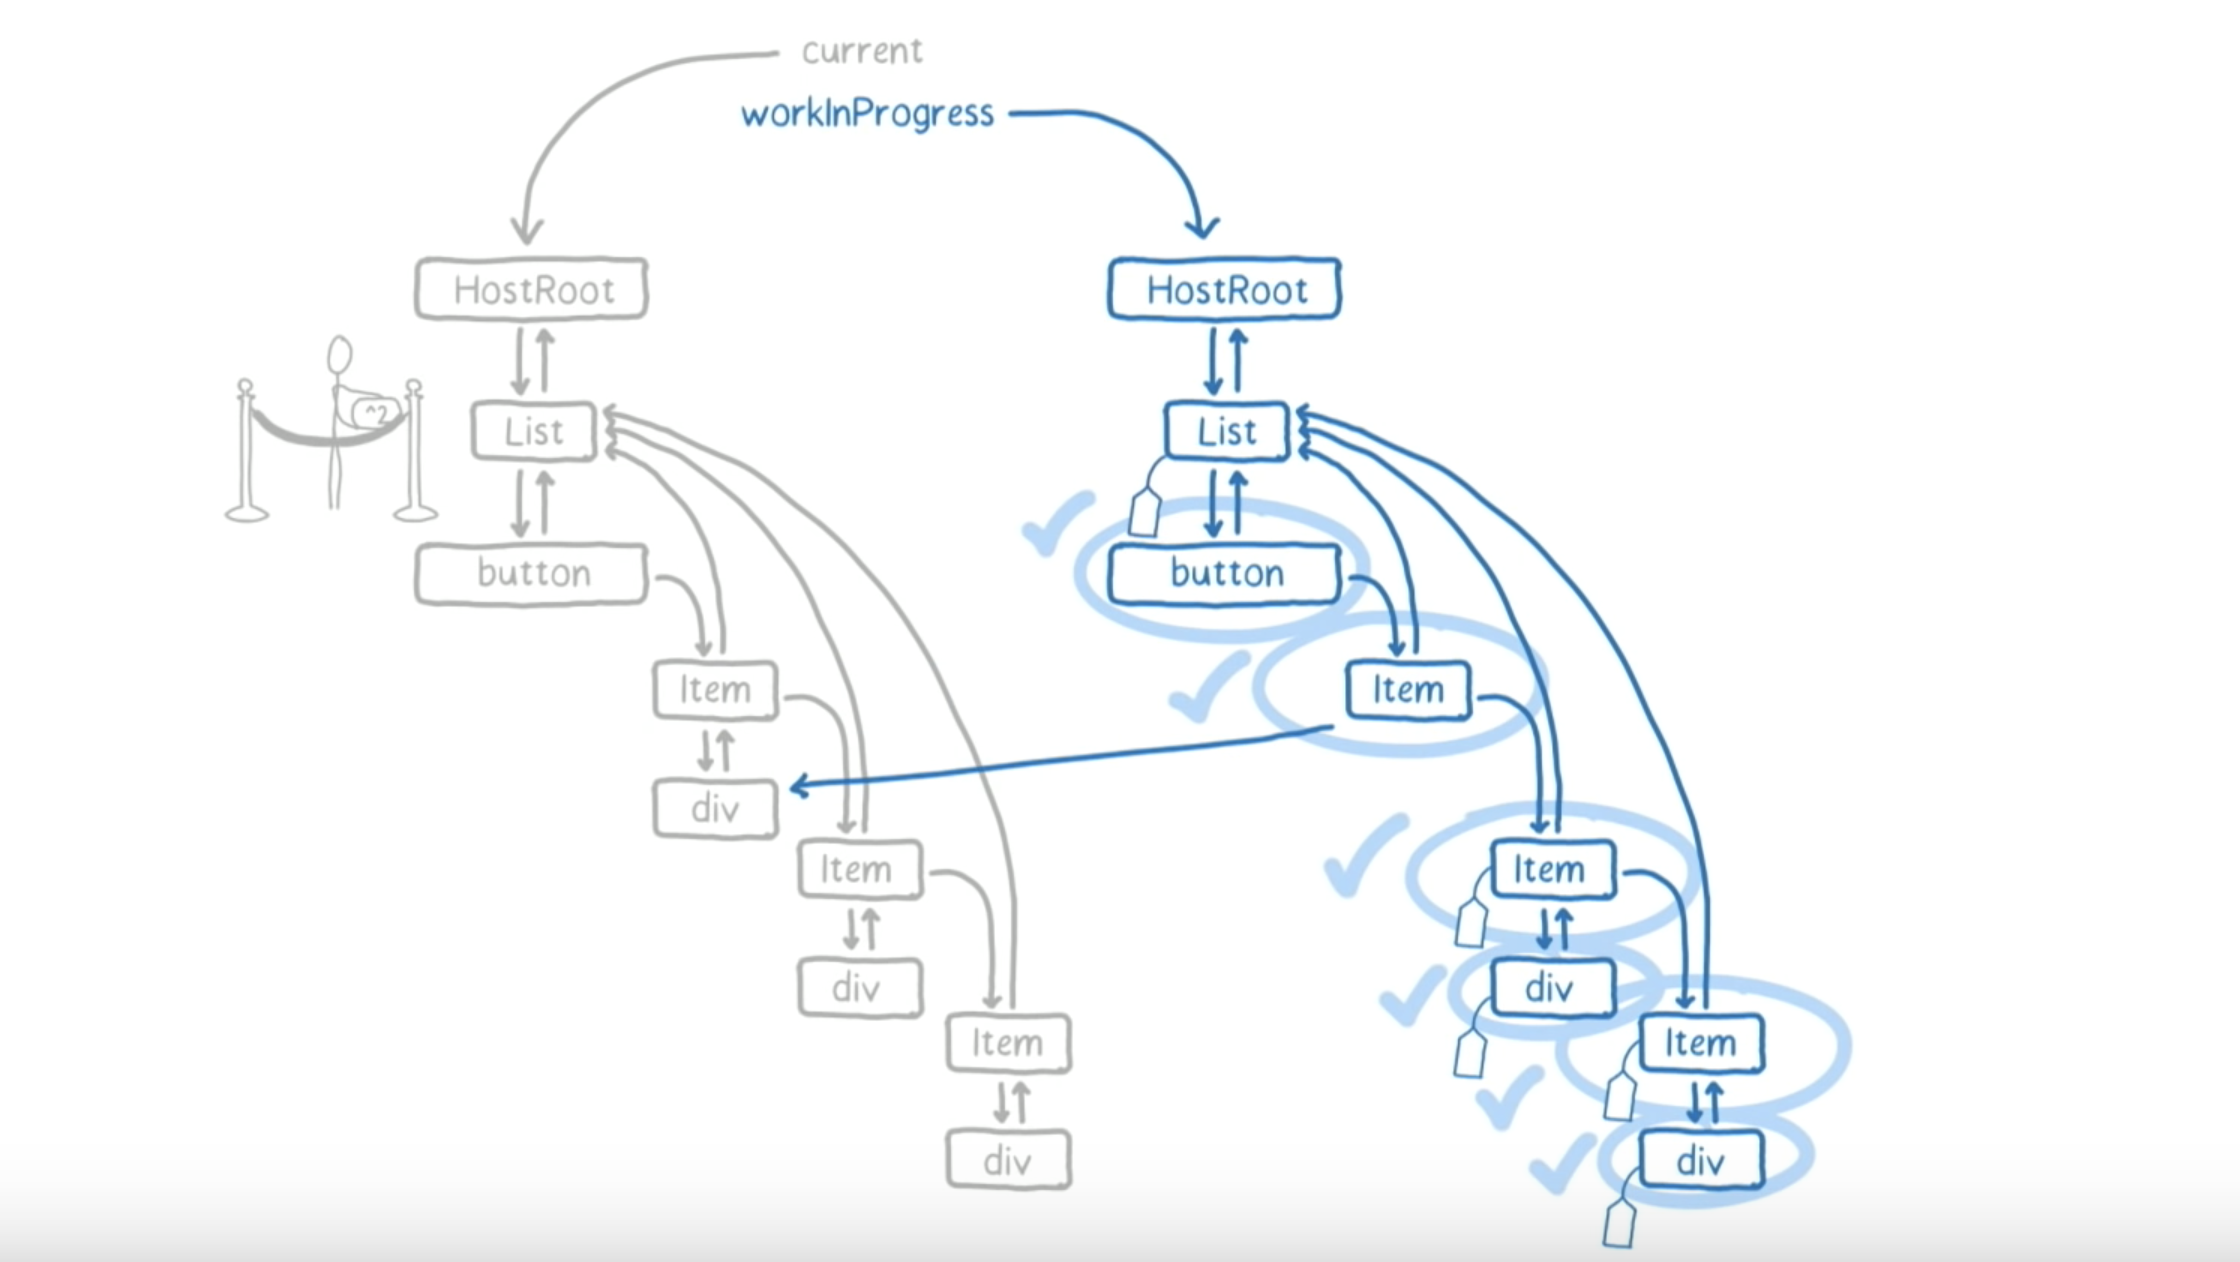 current
workInProgress
HostRoot
HostRoot
List
List
^2
button
button
Item
Item
div
Item
Item
div
div
Item
Item
div
div